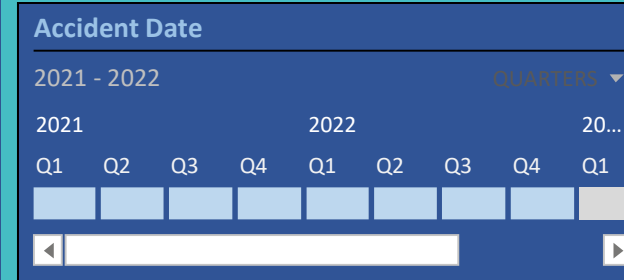 Accident Date
2021 - 2022 QUARTERS
2021 2022 20...
Q1 Q2 Q3 Q4 Q1 Q2 Q3 Q4 Q1